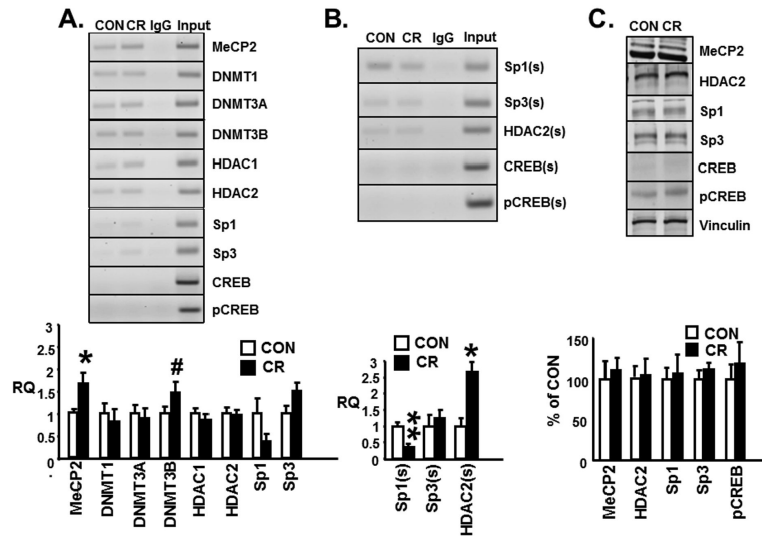 A.
CON CR IgG Input
MeCP2
DNMT1
DNMT3A
DNMT3B
HDAC1
HDAC2
Sp1
Sp3
CREB
pCREB
B.
CON CR IgG Input
Sp1(s)
Sp3(s)
HDAC2(s)
CREB(s)
pCREB(s)
C.
CON CR
MeCP2
HDAC2
Sp1
Sp3
CREB
pCREB
Vinculin
RQ
3
2.5
2
1.5
1
0.5
0
* #
CON
CR
MeCP2 DNMT1 DNMT3A DNMT3B HDAC1 HDAC2 Sp1 Sp3
RQ
3
2.5
2
1.5
1
0.5
0
** *
CON
CR
Sp1(s) Sp3(s) HDAC2(s)
% of CON
150
100
50
0
CON
CR
MeCP2 HDAC2 Sp1 Sp3 pCREB